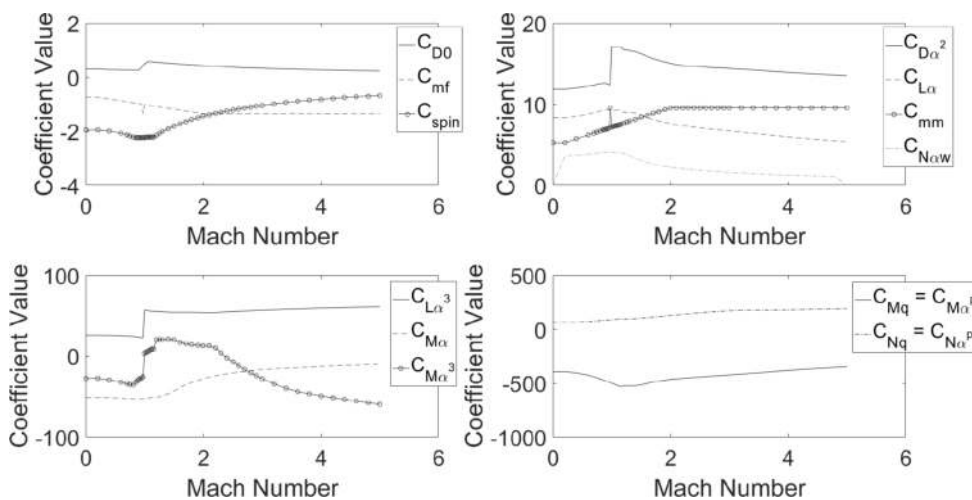 2
0
-2
-4
0
2
4
6
Coefficient Value
Mach Number
C_D0
C_mf
C_spin
20
15
10
5
0
0
2
4
6
Coefficient Value
Mach Number
C_Dα²
C_Lα
C_mm
C_Nαw
100
0
-100
0
2
4
6
Coefficient Value
Mach Number
C_Lα³
C_Mα
C_Mα³
500
0
-500
-1000
0
2
4
6
Coefficient Value
Mach Number
C_Mq = C_Mα
C_Nq = C_Nα^p